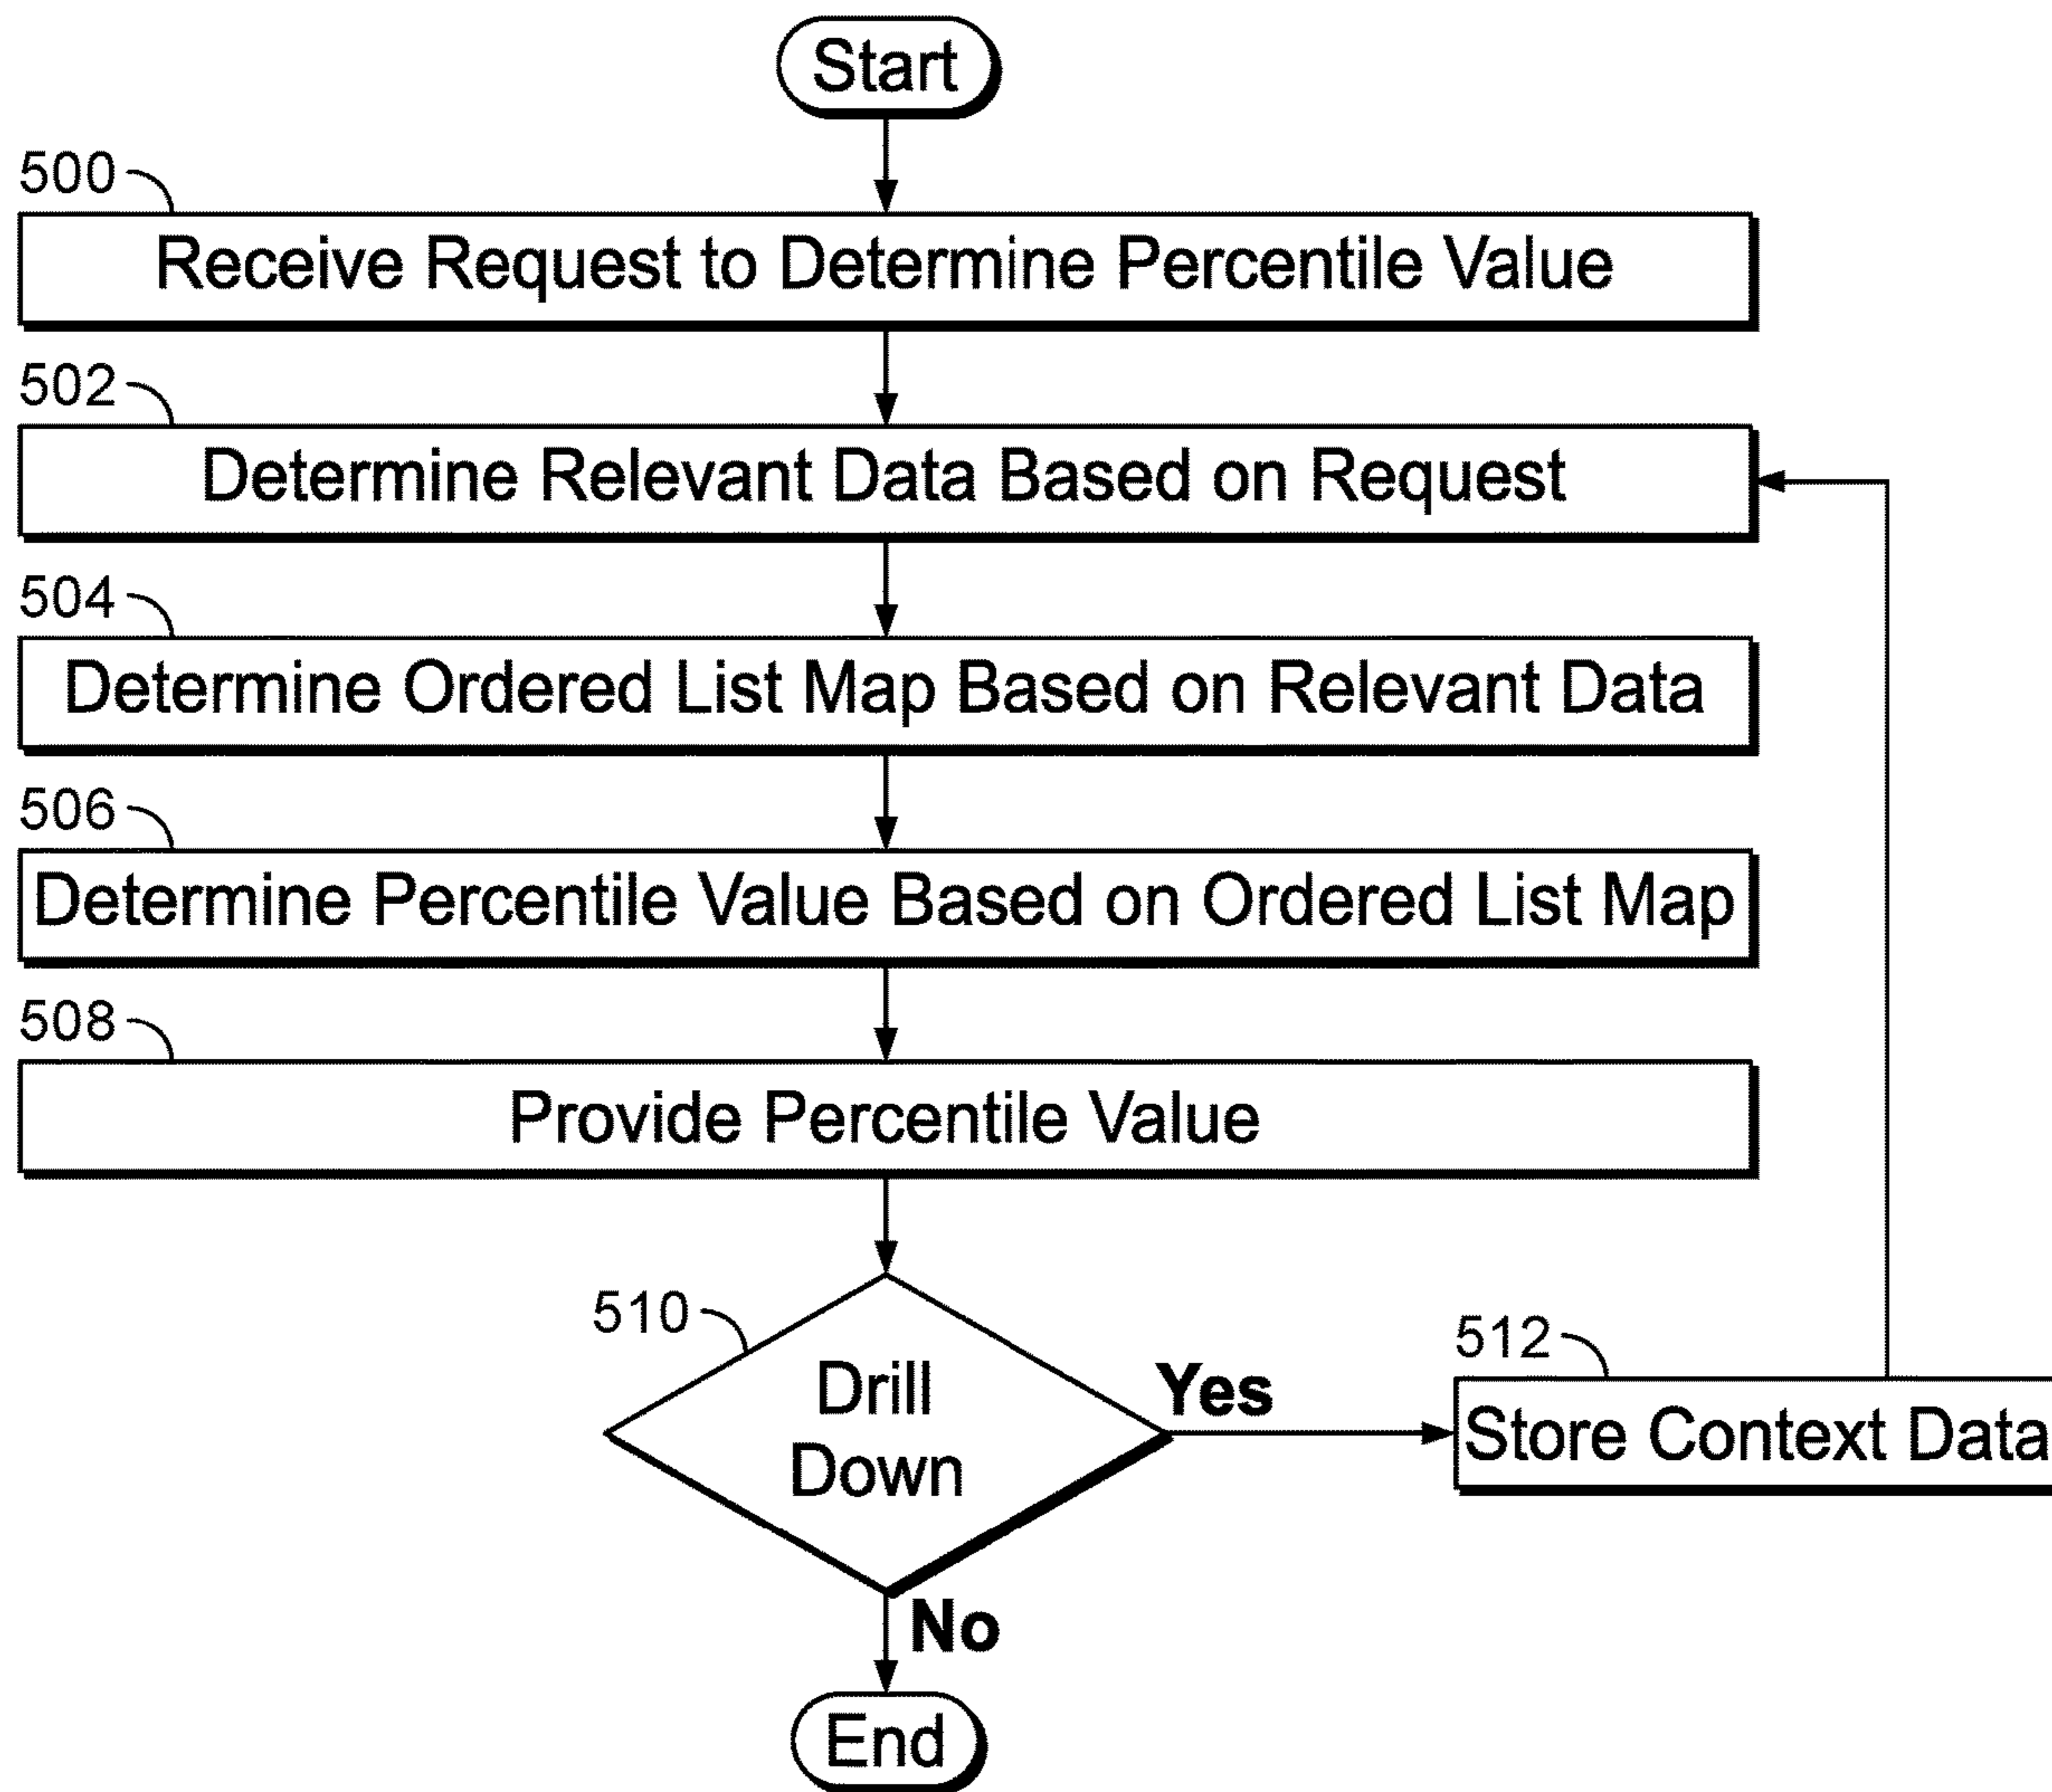 Start
500
Receive Request to Determine Percentile Value
502
Determine Relevant Data Based on Request
504
Determine Ordered List Map Based on Relevant Data
506
Determine Percentile Value Based on Ordered List Map
508
Provide Percentile Value
510
Drill
Down
Yes
512
Store Context Data
No
End